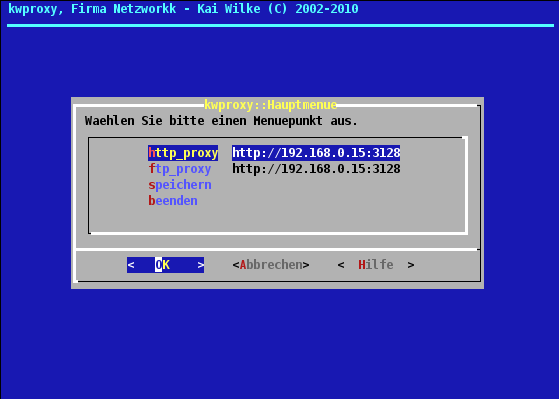 kwproxy, Firma Netzworkk - Kai Wilke (C) 2002-2010
kwproxy::Hauptmenue
Waehlen Sie bitte einen Menuepunkt aus.
http_proxy http://192.168.0.15:3128
ftp_proxy http://192.168.0.15:3128
speichern
beenden
< OK > <Abbrechen> < Hilfe >